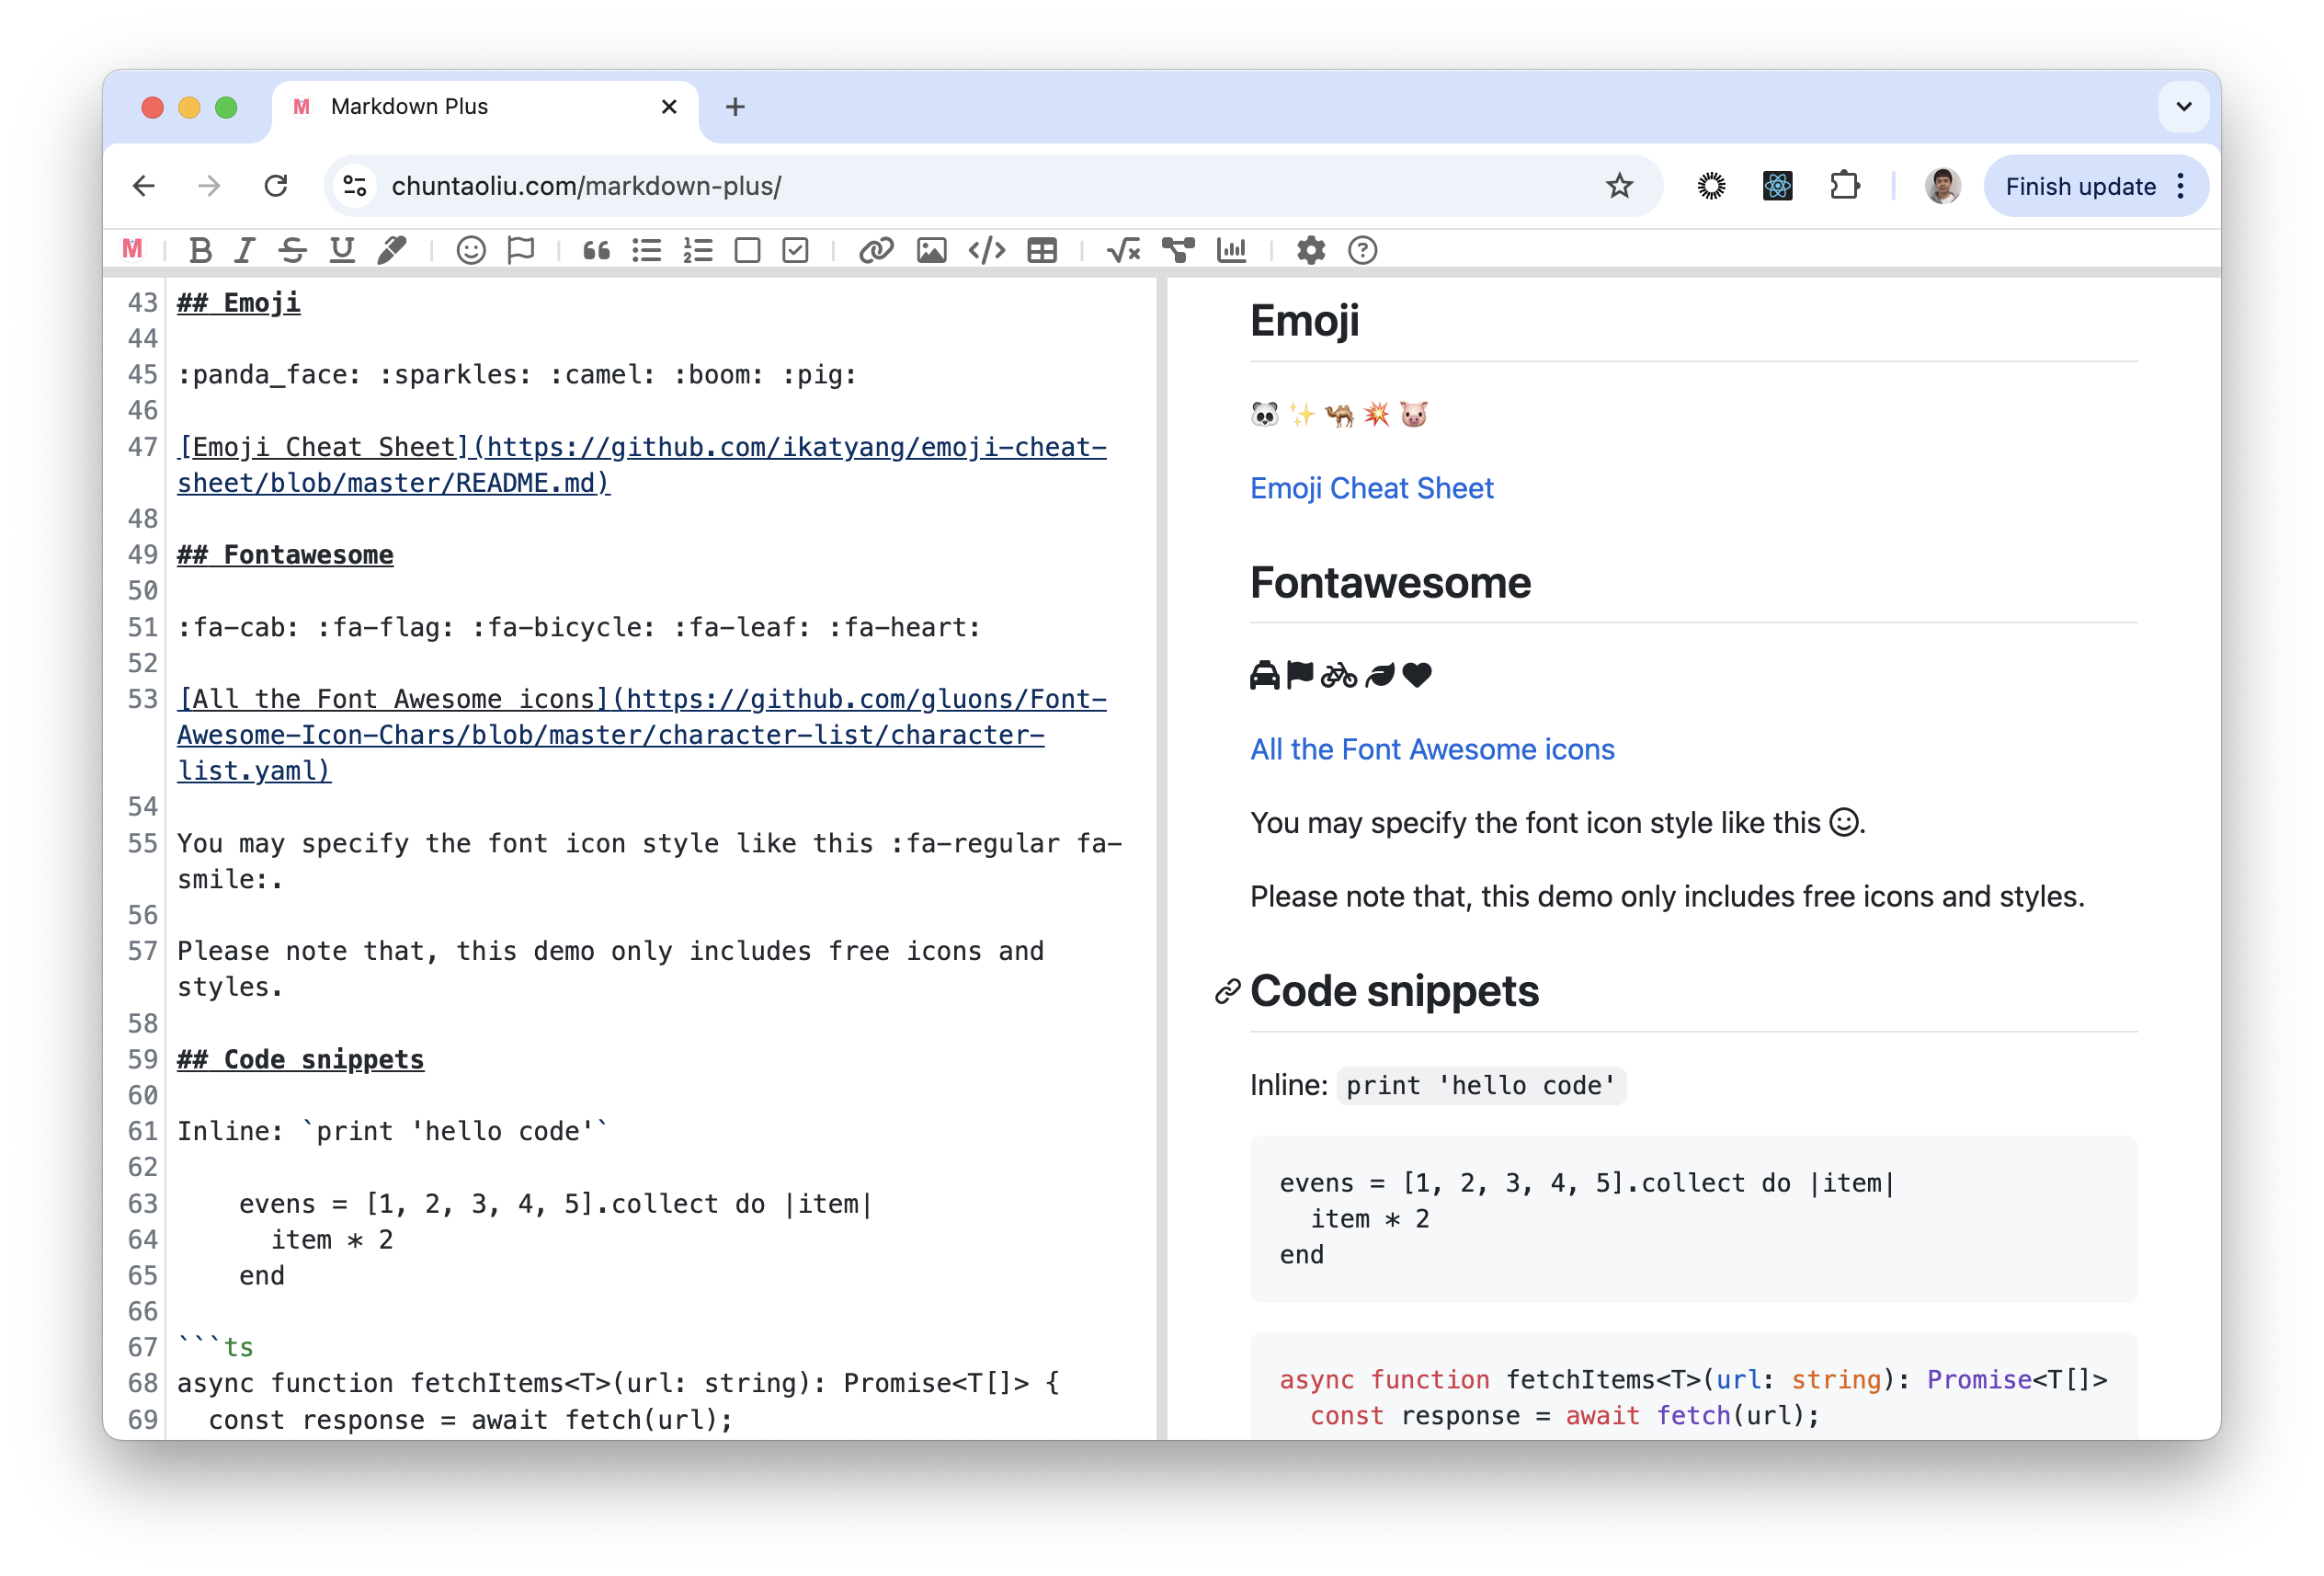 M Markdown Plus
chuntaoliu.com/markdown-plus/
Finish update
M B I S U
43 ## Emoji
44
45 :panda_face: :sparkles: :camel: :boom: :pig:
46
47 [Emoji Cheat Sheet](https://github.com/ikatyang/emoji-cheat-
sheet/blob/master/README.md)
48
49 ## Fontawesome
50
51 :fa-cab: :fa-flag: :fa-bicycle: :fa-leaf: :fa-heart:
52
53 [All the Font Awesome icons](https://github.com/gluons/Font-
Awesome-Icon-Chars/blob/master/character-list/character-
list.yaml)
54
55 You may specify the font icon style like this :fa-regular fa-
smile:.
56
57 Please note that, this demo only includes free icons and
styles.
58
59 ## Code snippets
60
61 Inline: `print 'hello code'`
62
63     evens = [1, 2, 3, 4, 5].collect do |item|
64       item * 2
65     end
66
67 ```ts
68 async function fetchItems<T>(url: string): Promise<T[]> {
69   const response = await fetch(url);
Emoji
🐼 ✨ 🐫 💥 🐷
Emoji Cheat Sheet
Fontawesome
All the Font Awesome icons
You may specify the font icon style like this ☺.
Please note that, this demo only includes free icons and styles.
Code snippets
Inline: print 'hello code'
evens = [1, 2, 3, 4, 5].collect do |item|
  item * 2
end
async function fetchItems<T>(url: string): Promise<T[]>
  const response = await fetch(url);